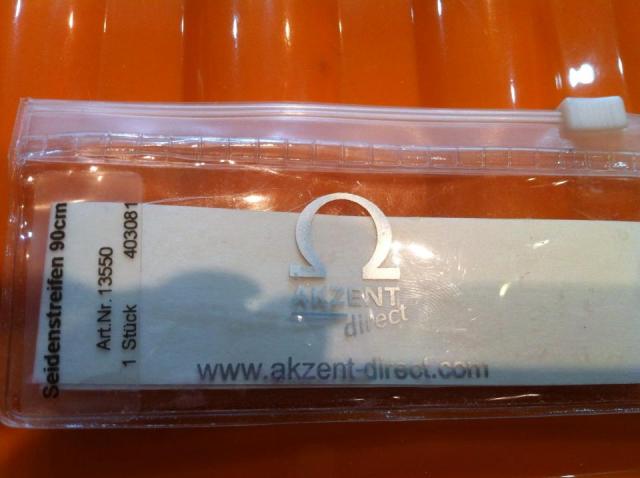 Seidenstreifen 90cm
Art.Nr. 13550
1 Stück 403081
AKZENT
direct
www.akzent-direct.com